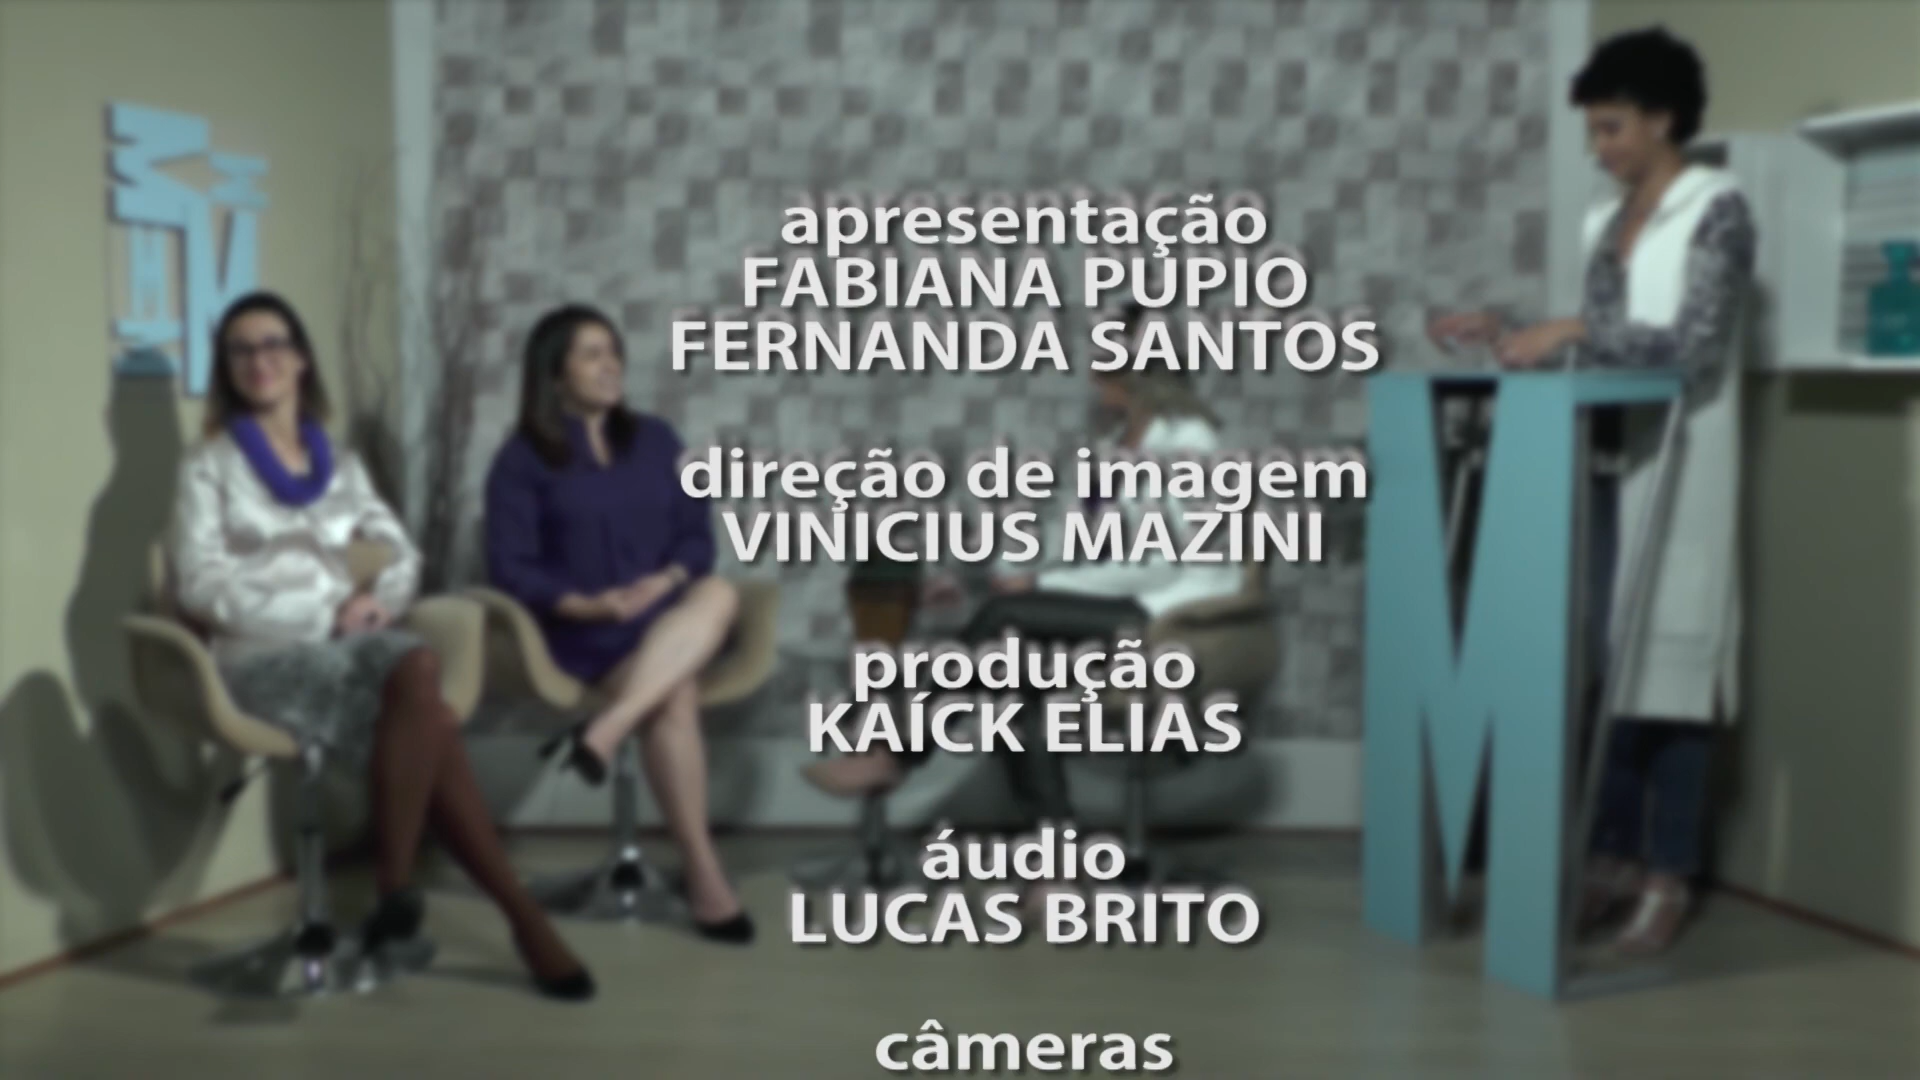 apresentação
FABIANA PUPIO
FERNANDA SANTOS
direção de imagem
VINICIUS MAZINI
produção
KAÍCK ELIAS
áudio
LUCAS BRITO
câmeras
M